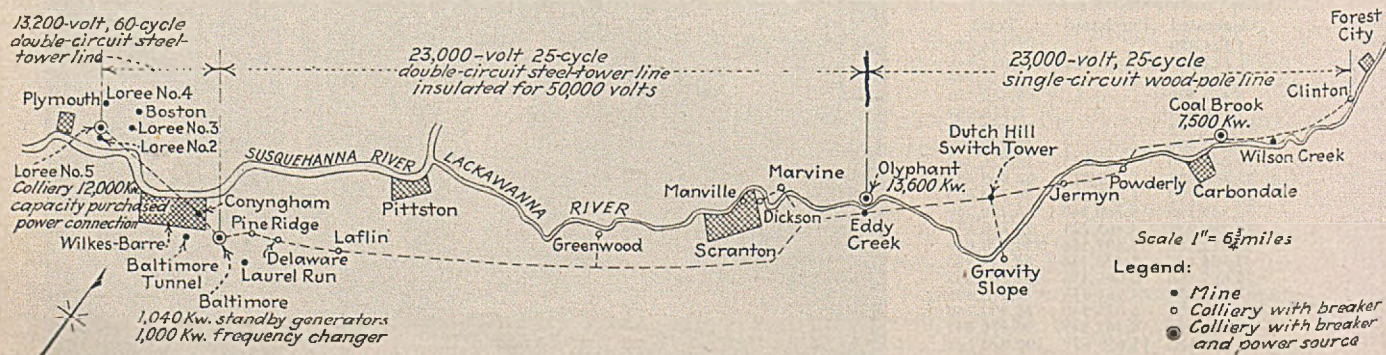 13,200-volt, 60-cycle
double-circuit steel-
tower line
23,000-volt 25-cycle
double-circuit steel-tower line
insulated for 50,000 volts
23,000-volt, 25-cycle
single-circuit wood-pole line
Forest
City
Clinton
Plymouth
Loree No.4
Boston
Loree No.3
Loree No.2
Loree No.5
Colliery 12,000Kw.
capacity purchased
power connection
SUSQUEHANNA RIVER
LACKAWANNA
RIVER
Pittston
Conyngham
Wilkes-Barre
Pine Ridge
Delaware
Laflin
Baltimore
Tunnel
Laurel Run
Baltimore
1,040 Kw. standby generators
1,000 Kw. frequency changer
Greenwood
Manville
Marvine
Dickson
Scranton
Olyphant
13,600 Kw.
Eddy
Creek
Dutch Hill
Switch Tower
Gravity
Slope
Jermyn
Powderly
Coal Brook
7,500 Kw.
Carbondale
Wilson Creek
Scale 1"= 6¾ miles
Legend:
Mine
Colliery with breaker
Colliery with breaker
and power source